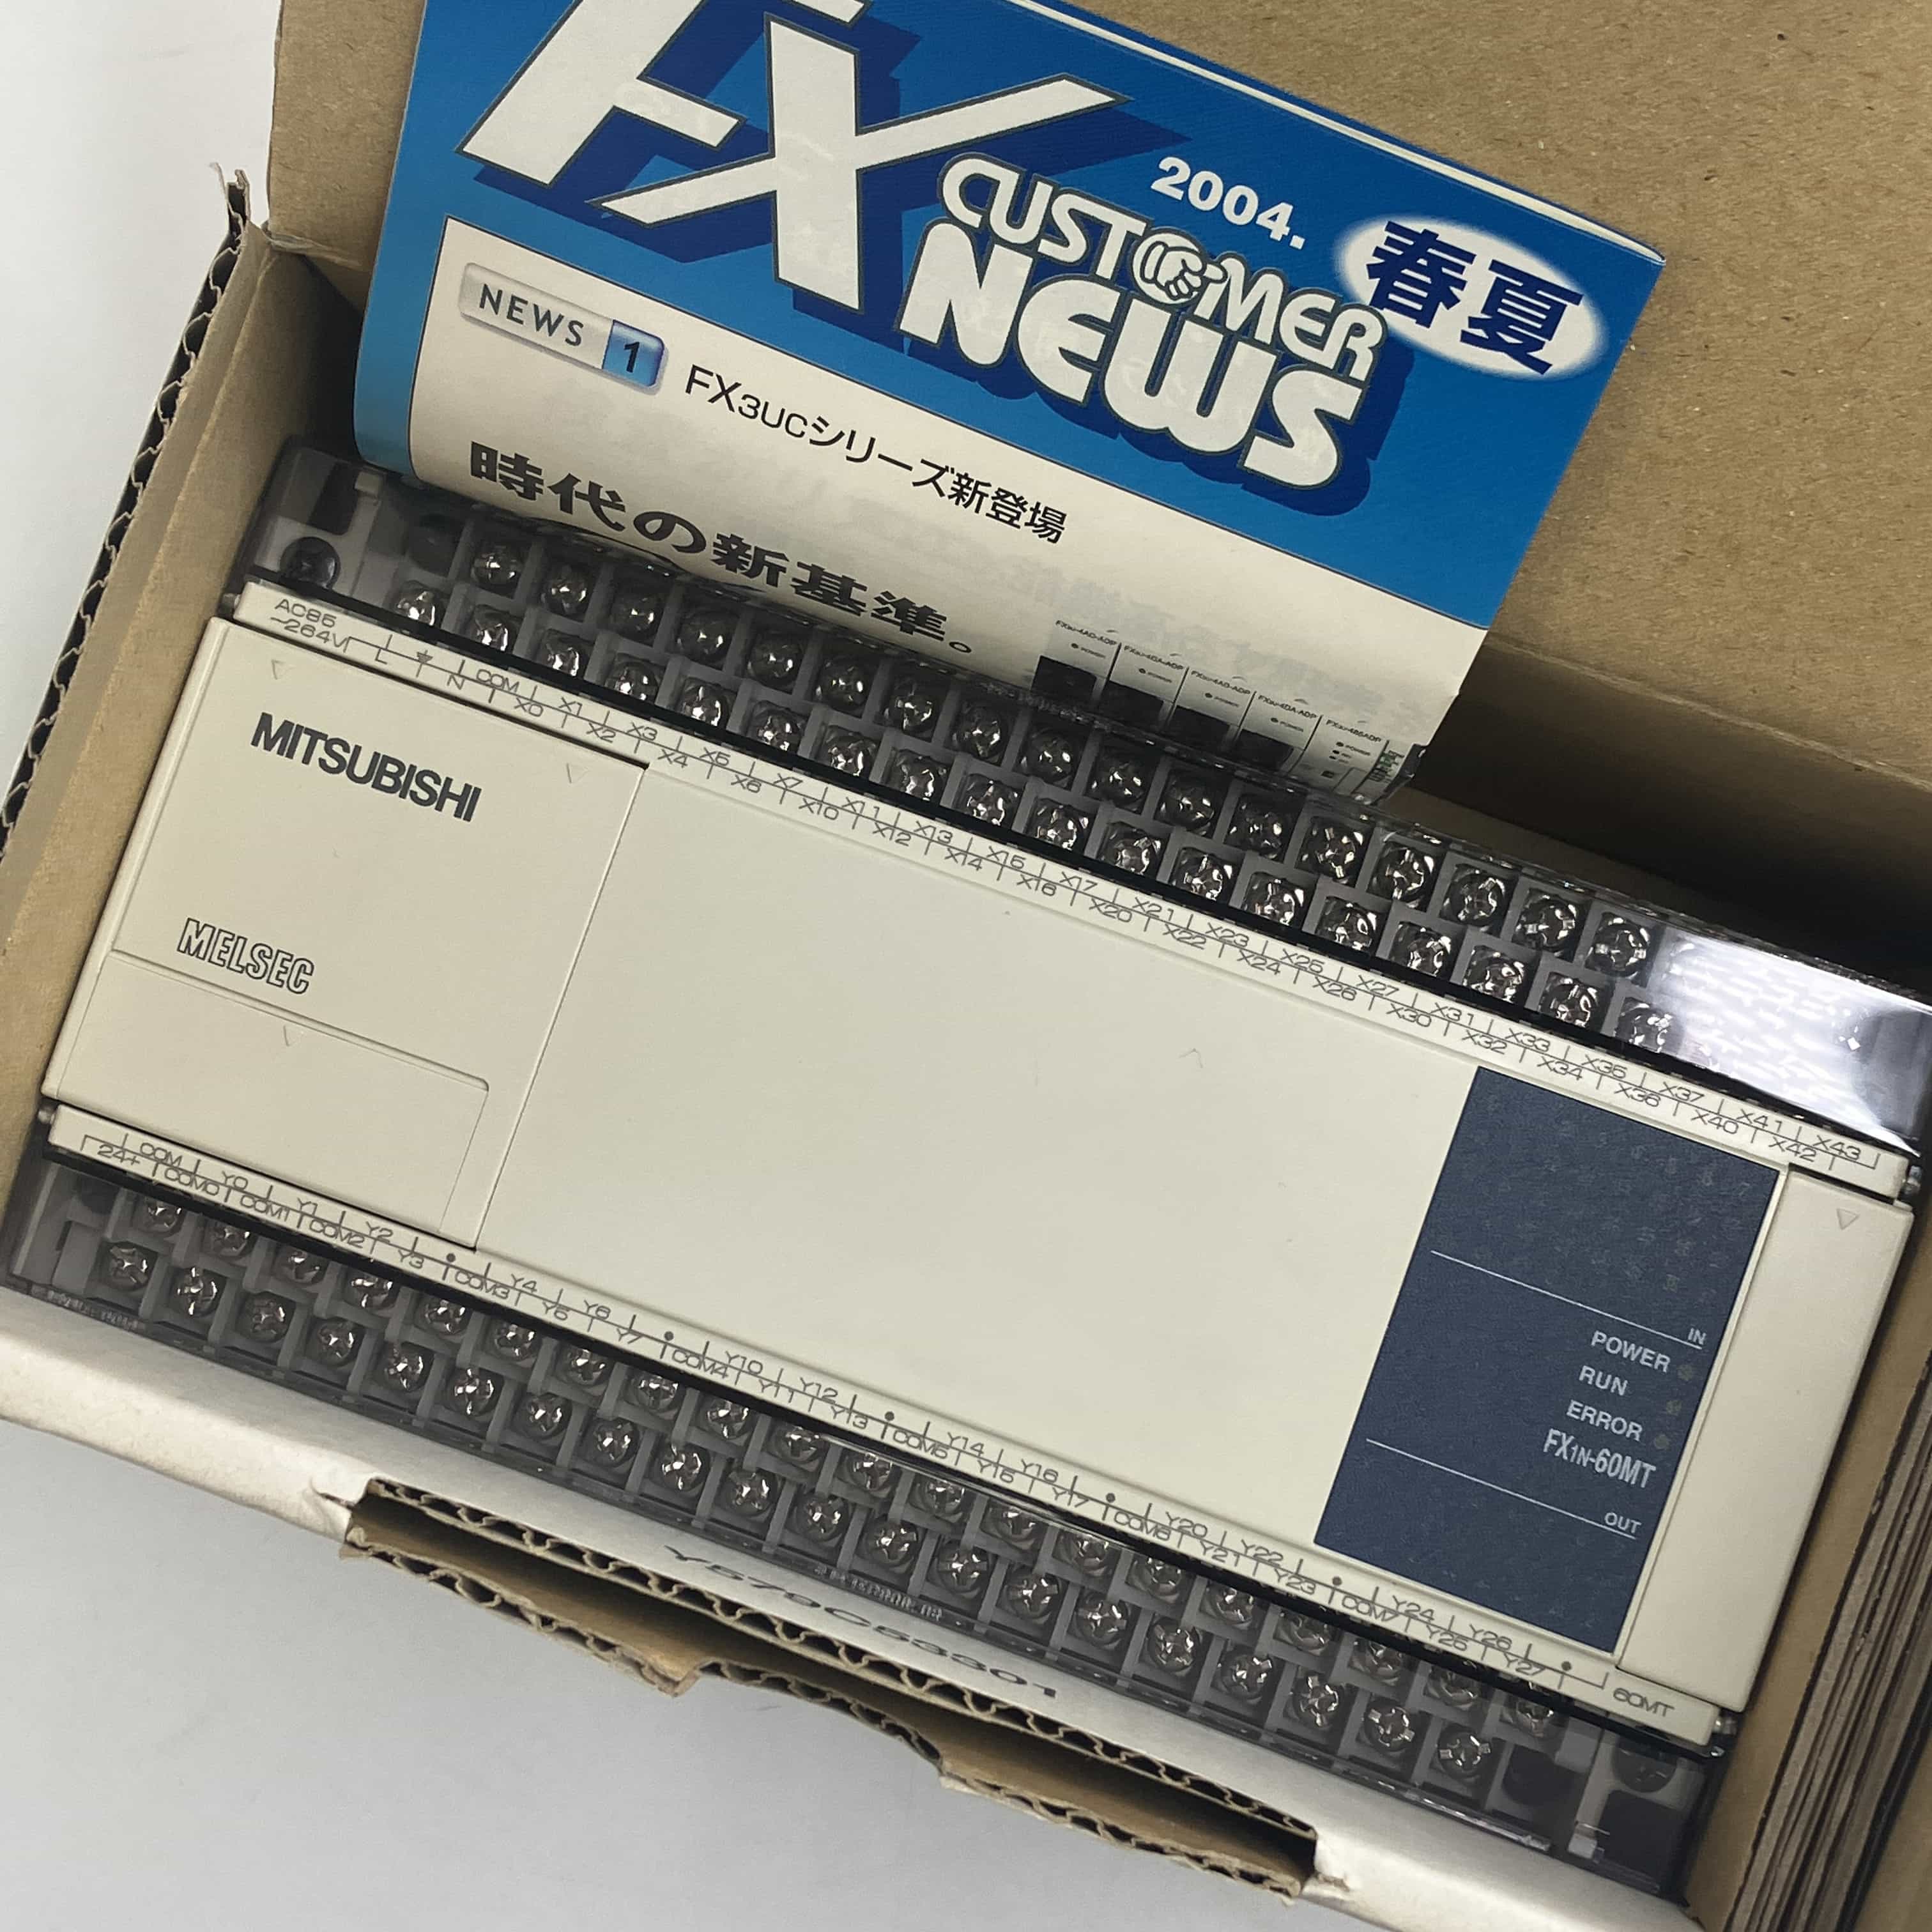 FX
CUSTOMER
NEWS
2004.
春夏
NEWS 1
FX3UCシリーズ新登場
時代の新基準。
AC85
-264V
L N COM X0 X1 X2 X3 X4 X5 X6 X7 X10 X11 X12 X13 X14 X15 X16 X17 X20 X21 X22 X23 X24 X25 X26 X27 X30 X31 X32 X33 X34 X35 X36 X37 X40 X41 X42 X43
MITSUBISHI
MELSEC
IN
POWER
RUN
ERROR
FX1N-60MT
OUT
COM Y0 Y1 Y2 Y4 Y6 Y10 Y12 Y14 Y16 Y20 Y22 Y24 Y26
24+ COM0 COM1 COM2 Y3 COM3 Y5 Y7 COM4 Y11 Y13 COM5 Y15 Y17 COM6 Y21 Y23 COM7 Y25 Y27
60MT